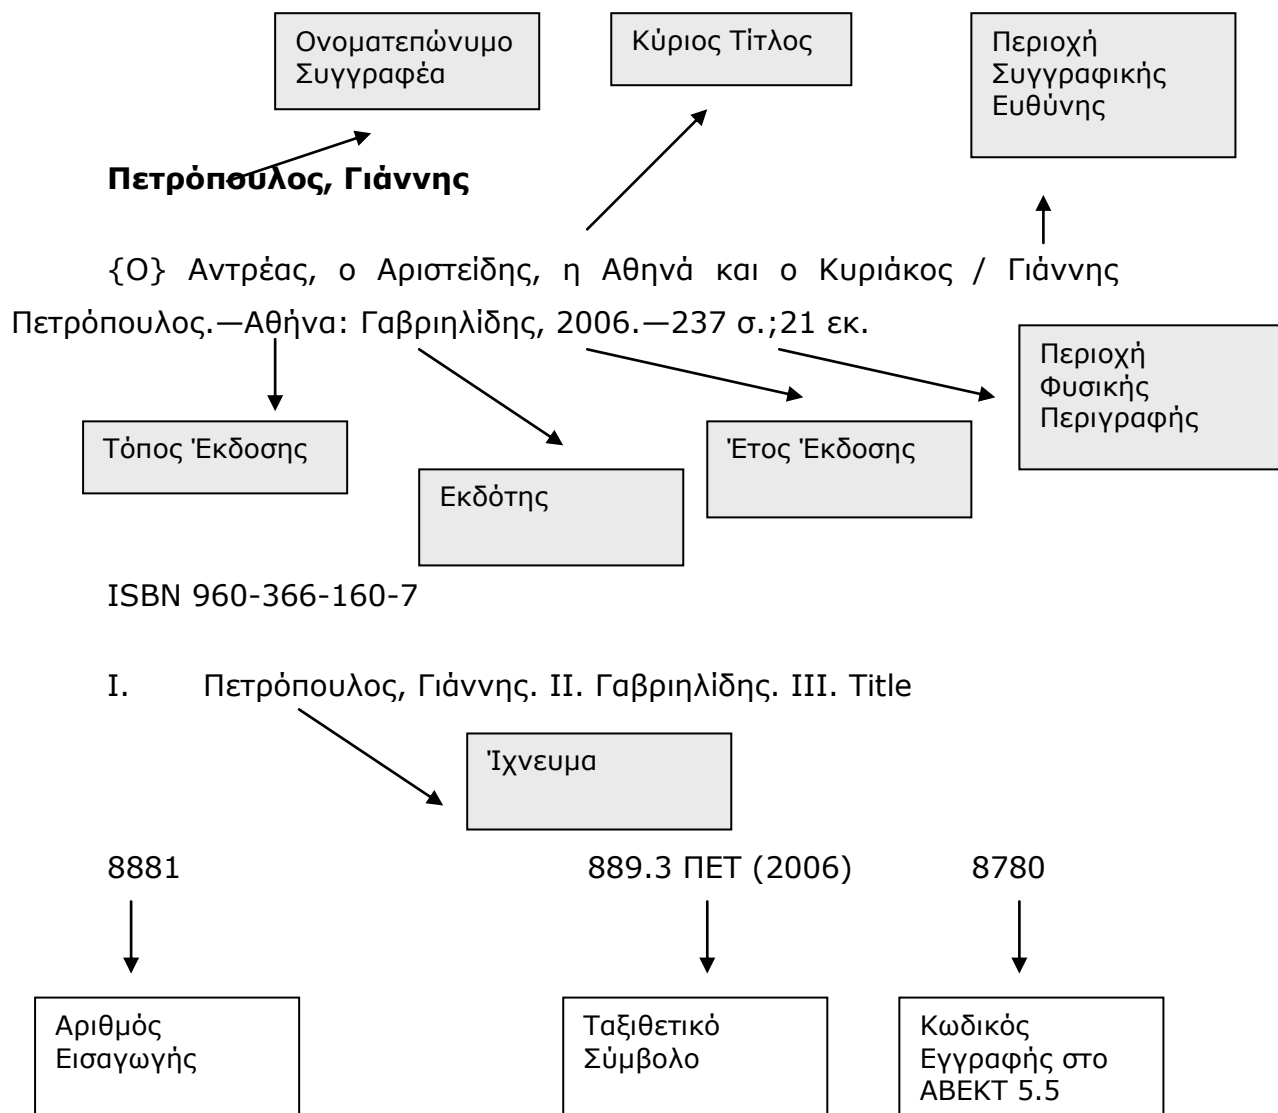 Ονοματεπώνυμο
Συγγραφέα
Κύριος Τίτλος
Περιοχή
Συγγραφικής
Ευθύνης
Πετρόπουλος, Γιάννης
{Ο} Αντρέας, ο Αριστείδης, η Αθηνά και ο Κυριάκος / Γιάννης
Πετρόπουλος.—Αθήνα: Γαβριηλίδης, 2006.—237 σ.;21 εκ.
Περιοχή
Φυσικής
Περιγραφής
Τόπος Έκδοσης
Εκδότης
Έτος Έκδοσης
ISBN 960-366-160-7
I. Πετρόπουλος, Γιάννης. II. Γαβριηλίδης. III. Title
Ίχνευμα
8881 889.3 ΠΕΤ (2006) 8780
Αριθμός
Εισαγωγής
Ταξιθετικό
Σύμβολο
Κωδικός
Εγγραφής στο
ΑΒΕΚΤ 5.5